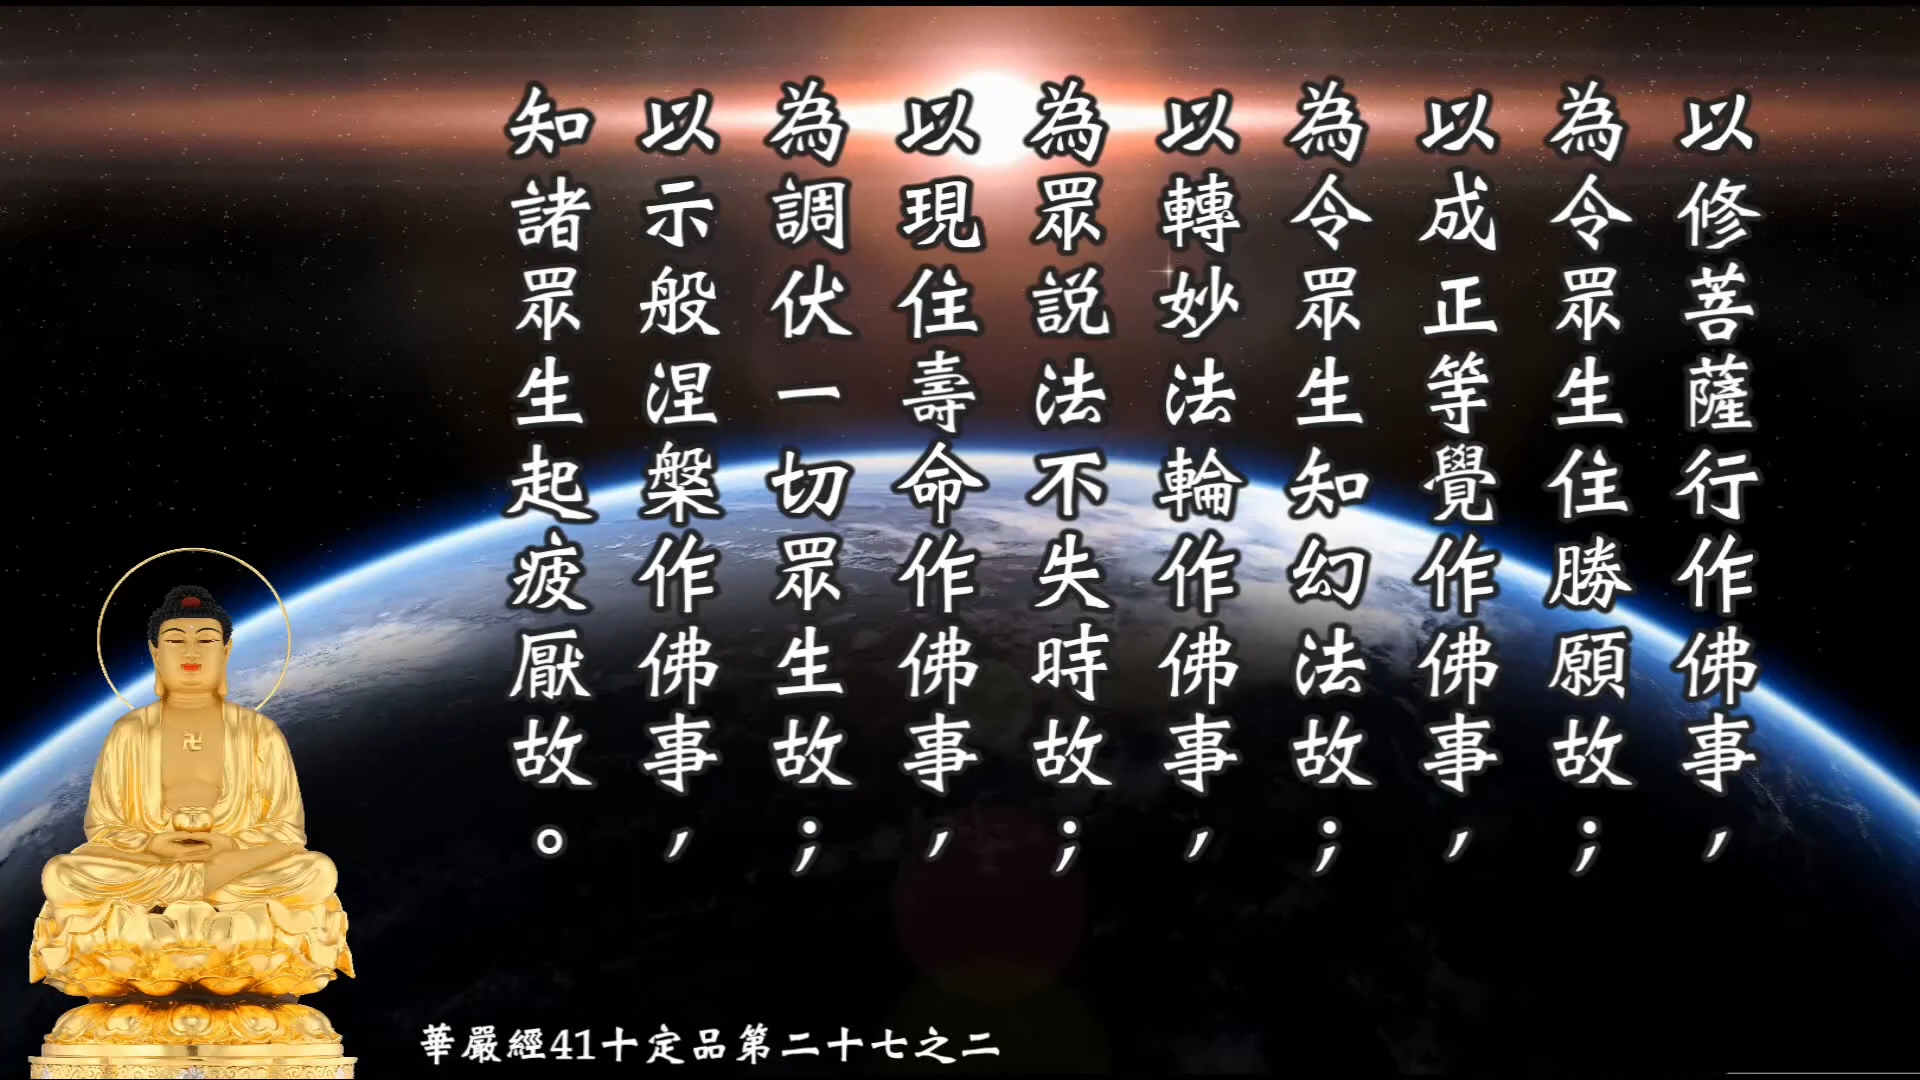 以修菩薩行作佛事，
為令眾生住勝願故；
以成正等覺作佛事，
為令眾生知幻法故；
以轉妙法輪作佛事，
為眾説法不失時故；
以現住壽命作佛事，
為調伏一切眾生故；
以示般涅槃作佛事，
知諸眾生起疲厭故。
卍
華嚴經41十定品第二十七之二